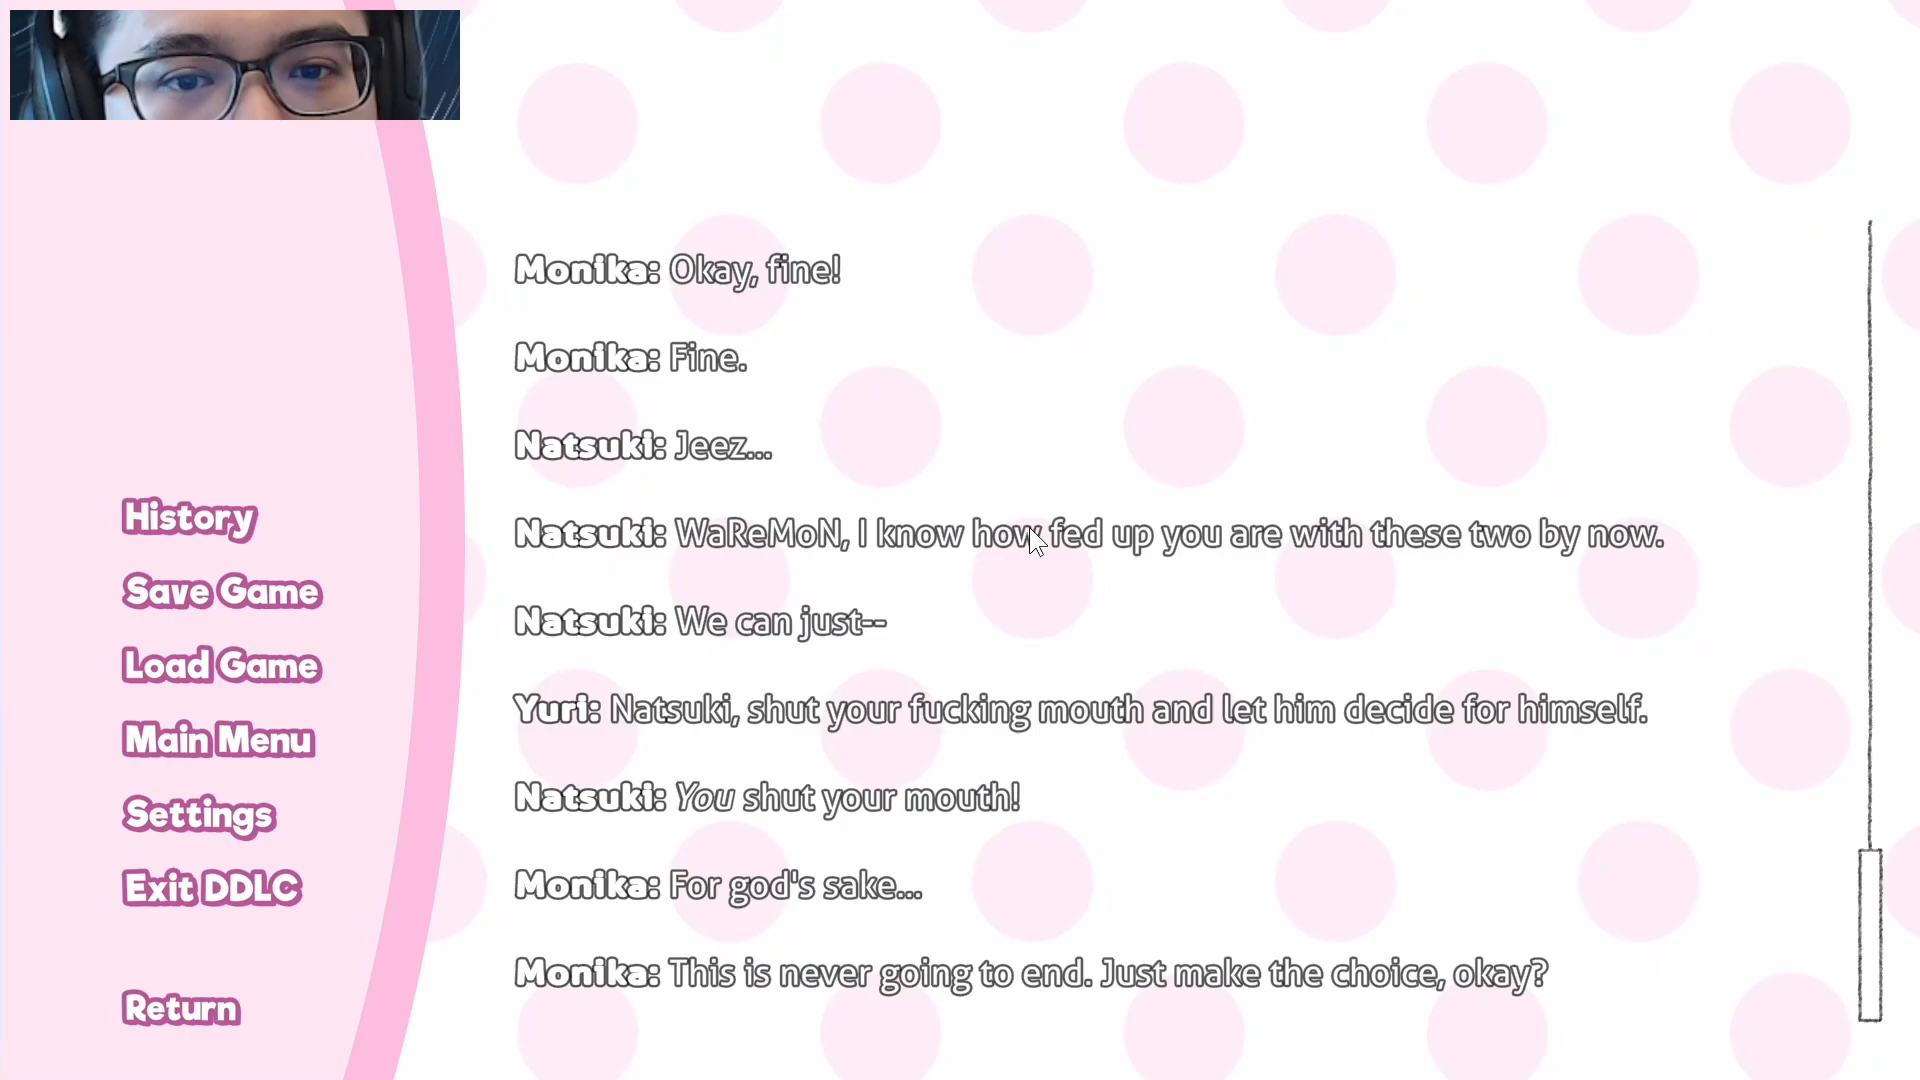 History
Save Game
Load Game
Main Menu
Settings
Exit DDLC
Return
Monika: Okay, fine!
Monika: Fine.
Natsuki: Jeez...
Natsuki: WaReMoN, I know how fed up you are with these two by now.
Natsuki: We can just--
Yuri: Natsuki, shut your fucking mouth and let him decide for himself.
Natsuki: You shut your mouth!
Monika: For god's sake...
Monika: This is never going to end. Just make the choice, okay?